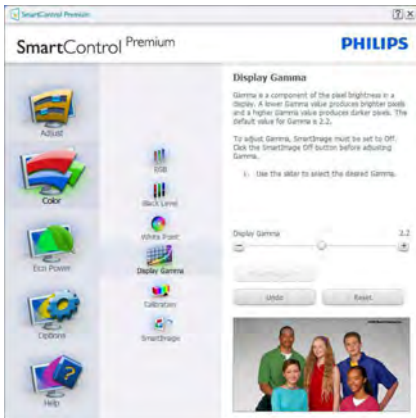 SmartControl Premium
SmartControl Premium
PHILIPS
Adjust
Color
Eco Power
Options
Help
RGB
Black Level
White Point
Display Gamma
Calibration
SmartImage
Display Gamma
Gamma is a component of the pixel brightness in a
display. A lower Gamma value produces brighter pixels
and a higher Gamma value produces darker pixels. The
default value for Gamma is 2.2.
To adjust Gamma, SmartImage must be set to Off.
Click the SmartImage Off button before adjusting
Gamma.
1. Use the slider to select the desired Gamma.
Display Gamma 2.2
Undo
Reset